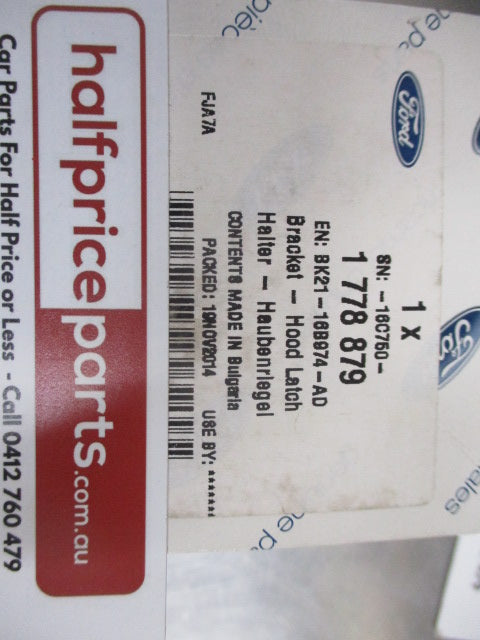 Ford
1 X
SN: -16C750-
1 778 879
EN: BK21-16B974-AD
Bracket - Hood Latch
Halter - Haubenriegel
CONTENTS MADE IN Bulgaria
PACKED: 19NOV2014 USE BY: *******
FJA7A
halfpriceparts.com.au
Car Parts For Half Price or Less - Call 0412 760 479
Ford